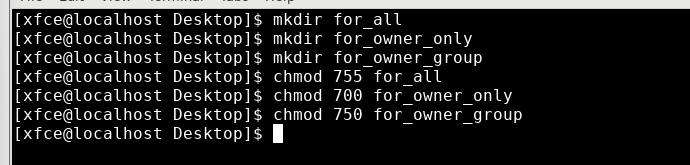 [xfce@localhost Desktop]$ mkdir for_all
[xfce@localhost Desktop]$ mkdir for_owner_only
[xfce@localhost Desktop]$ mkdir for_owner_group
[xfce@localhost Desktop]$ chmod 755 for_all
[xfce@localhost Desktop]$ chmod 700 for_owner_only
[xfce@localhost Desktop]$ chmod 750 for_owner_group
[xfce@localhost Desktop]$